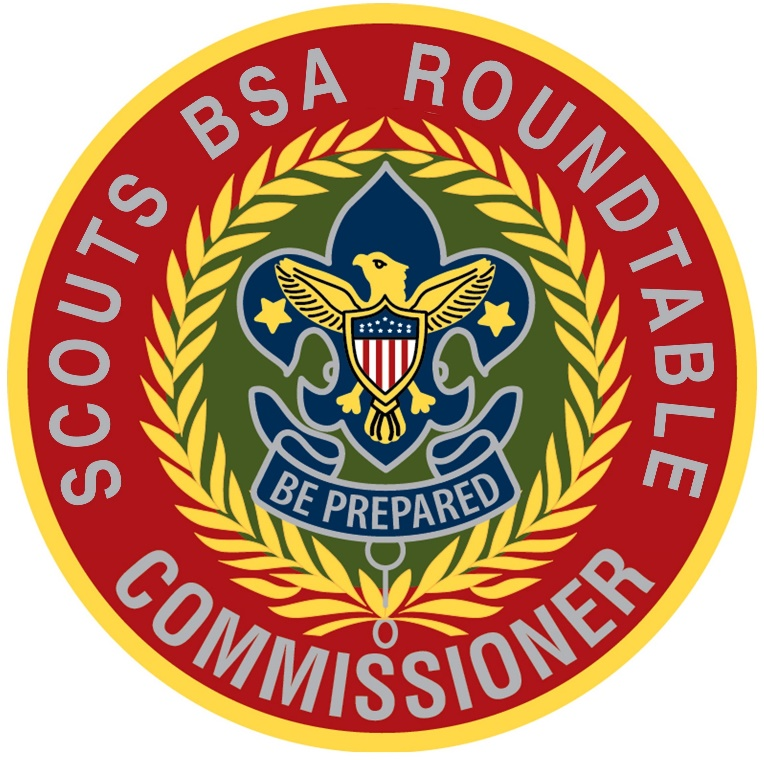 SCOUTS BSA ROUNDTABLE
BE PREPARED
COMMISSIONER